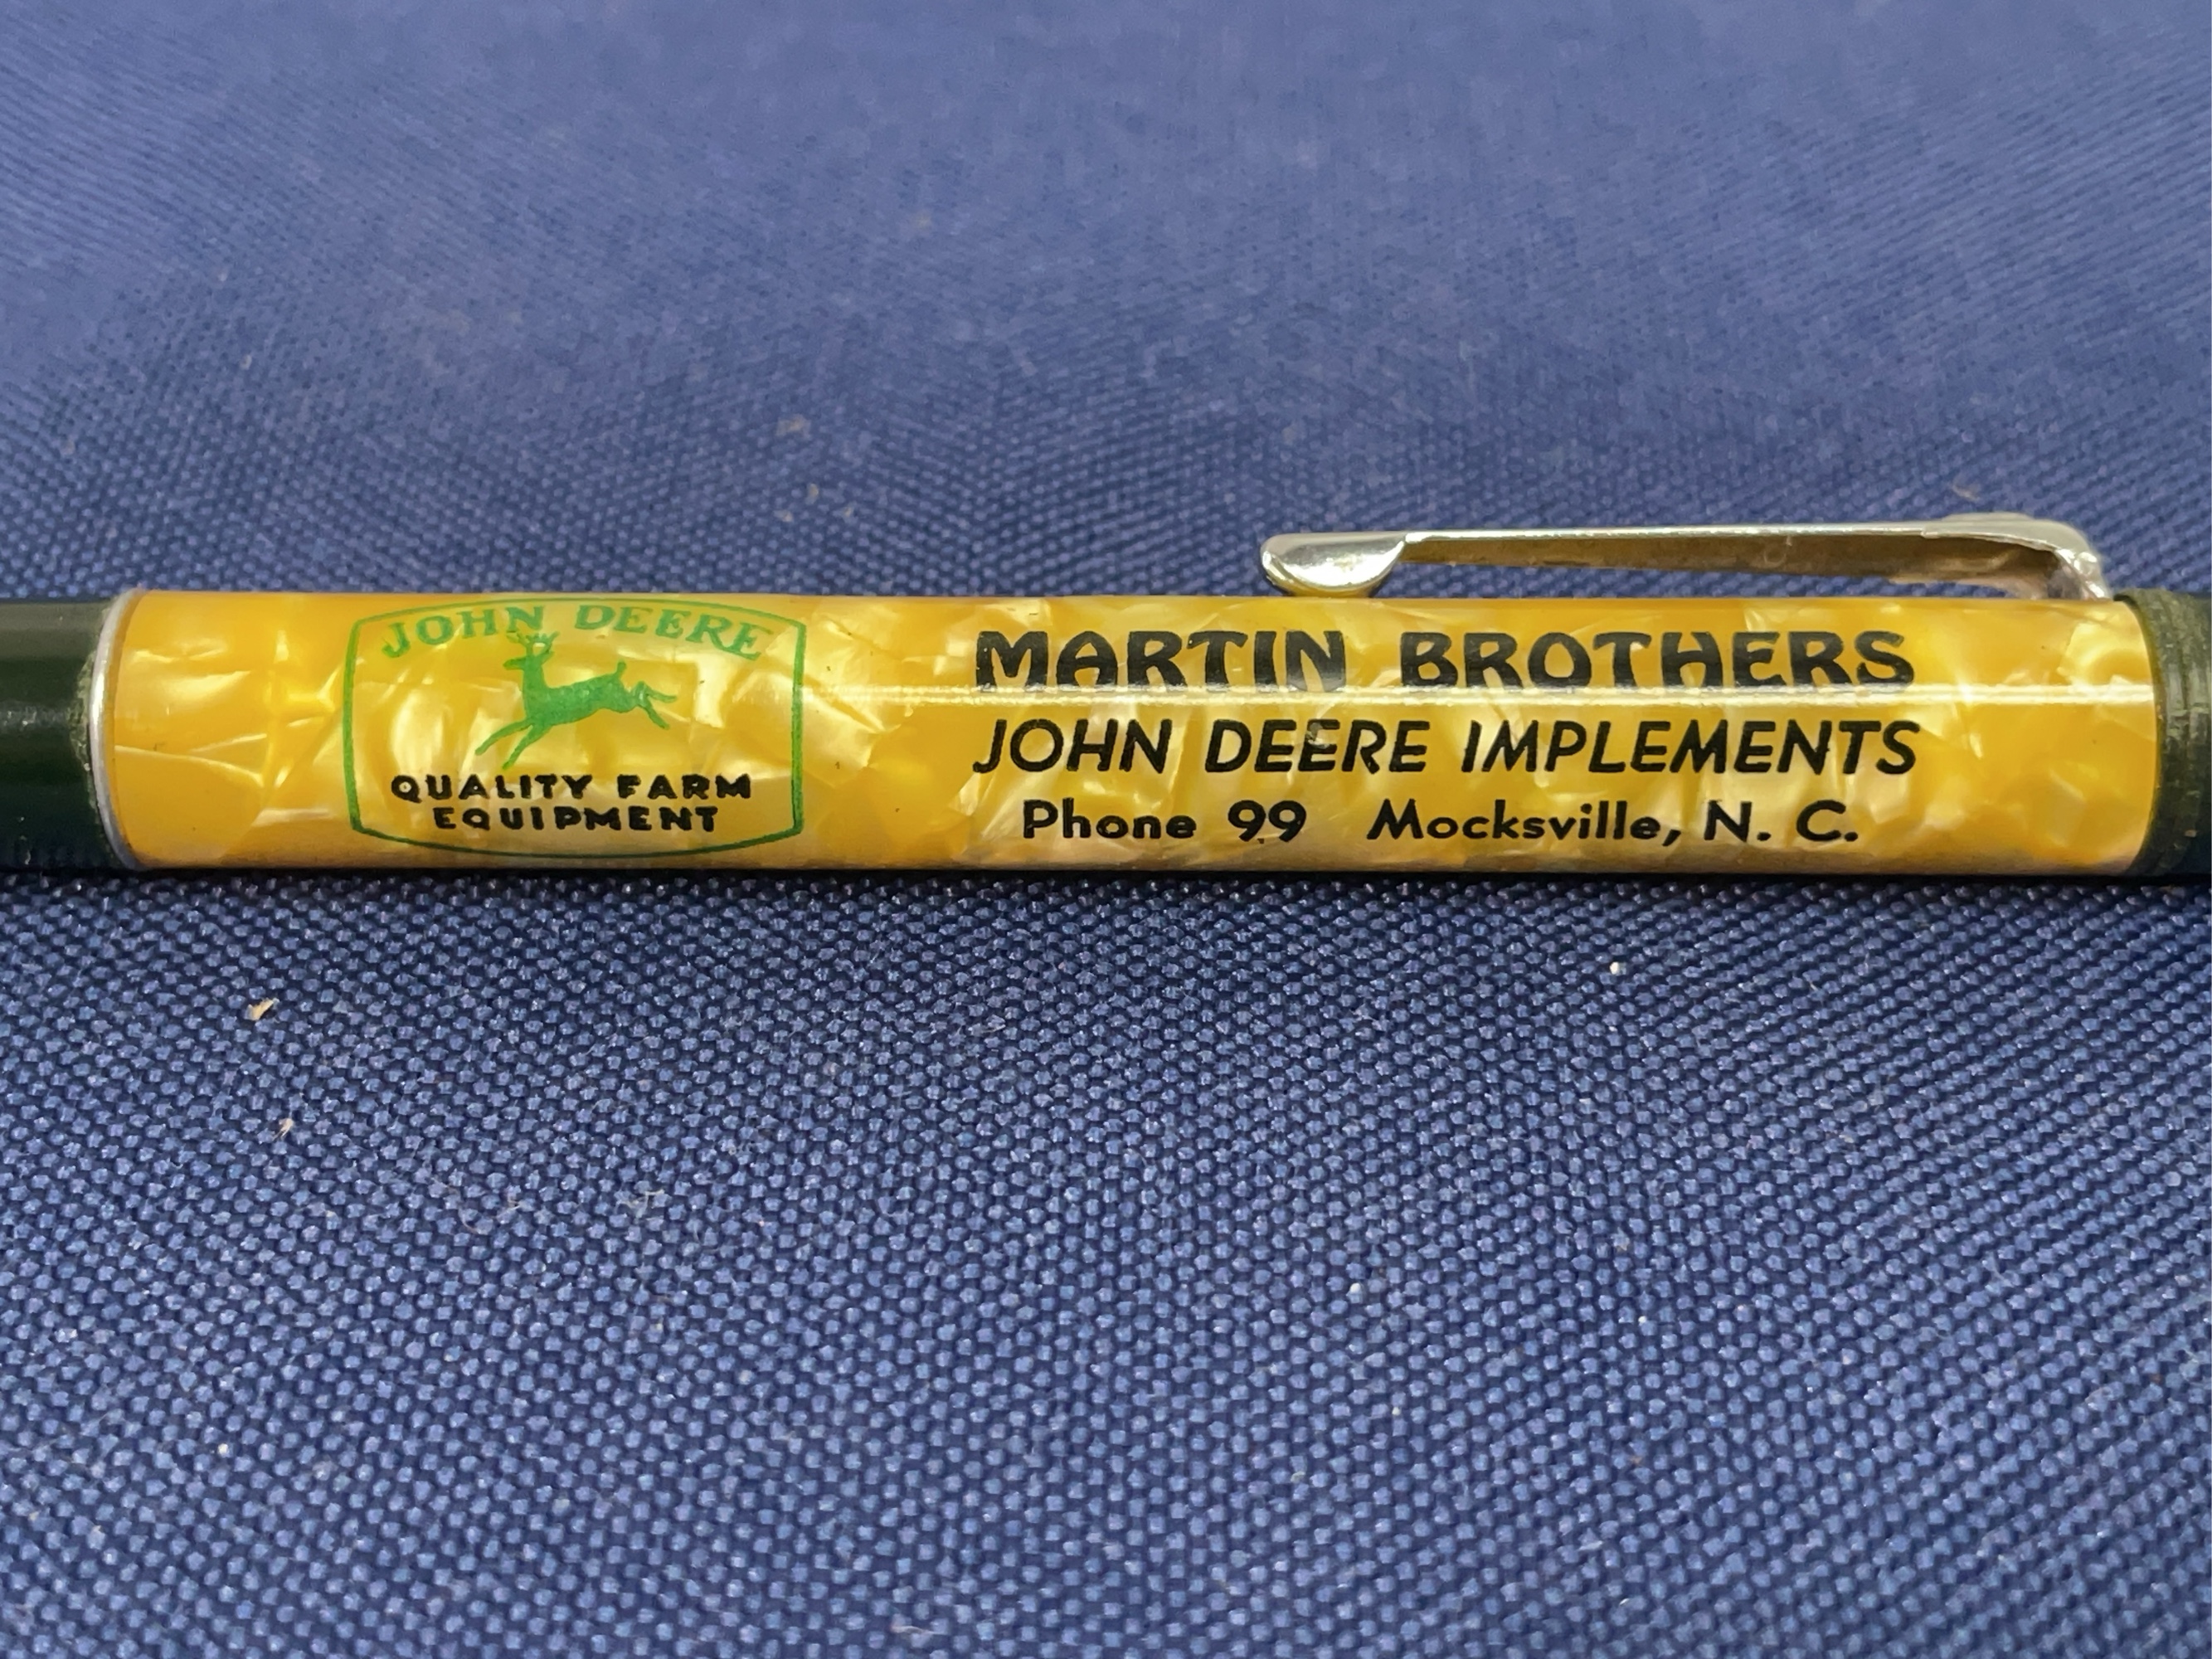 JOHN DEERE
QUALITY FARM
EQUIPMENT
MARTIN BROTHERS
JOHN DEERE IMPLEMENTS
Phone 99 Mocksville, N. C.